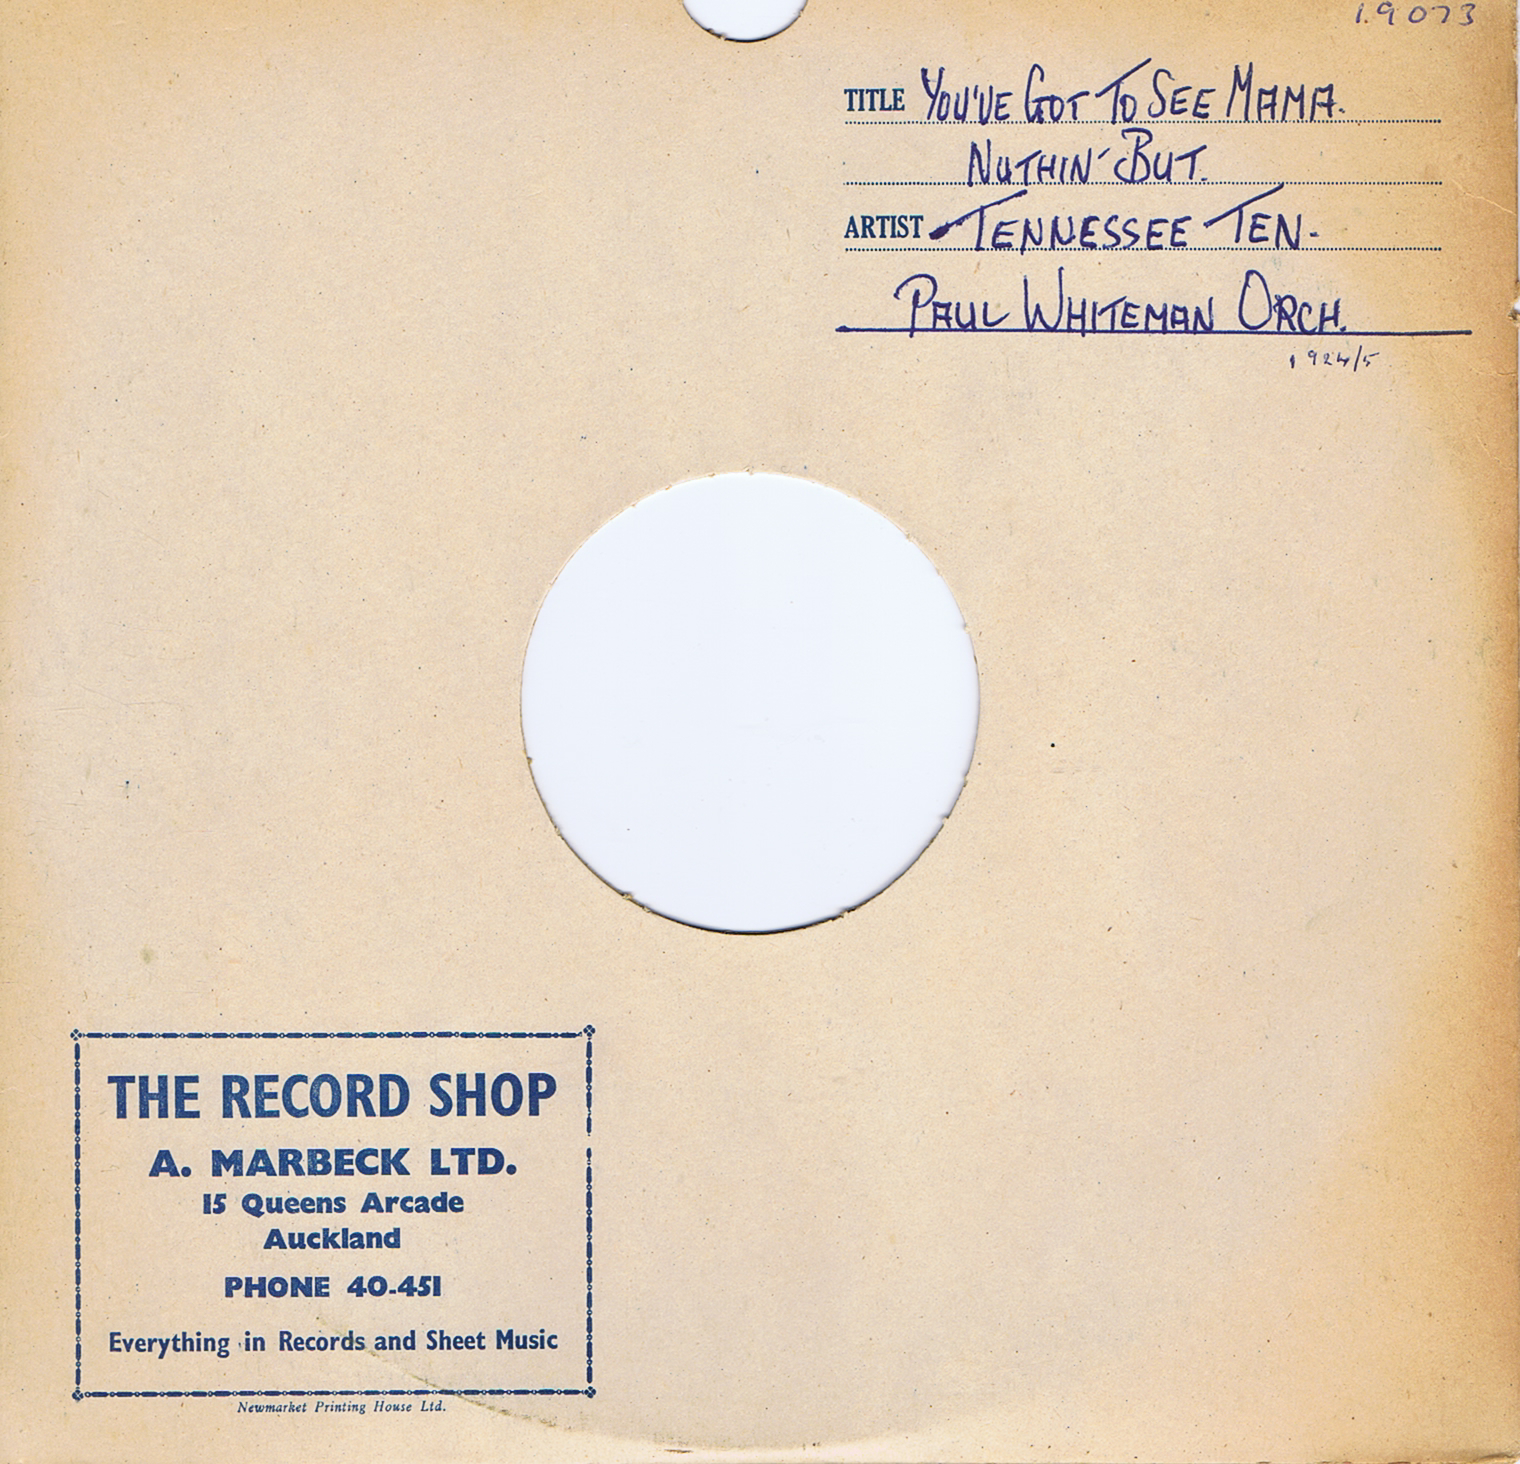 19073
TITLE YOU'VE GOT TO SEE MAMA.
NUTHIN' BUT.
ARTIST TENNESSEE TEN.
PAUL WHITEMAN ORCH.
1924/5
THE RECORD SHOP
A. MARBECK LTD.
15 Queens Arcade
Auckland
PHONE 40-451
Everything in Records and Sheet Music
Newmarket Printing House Ltd.